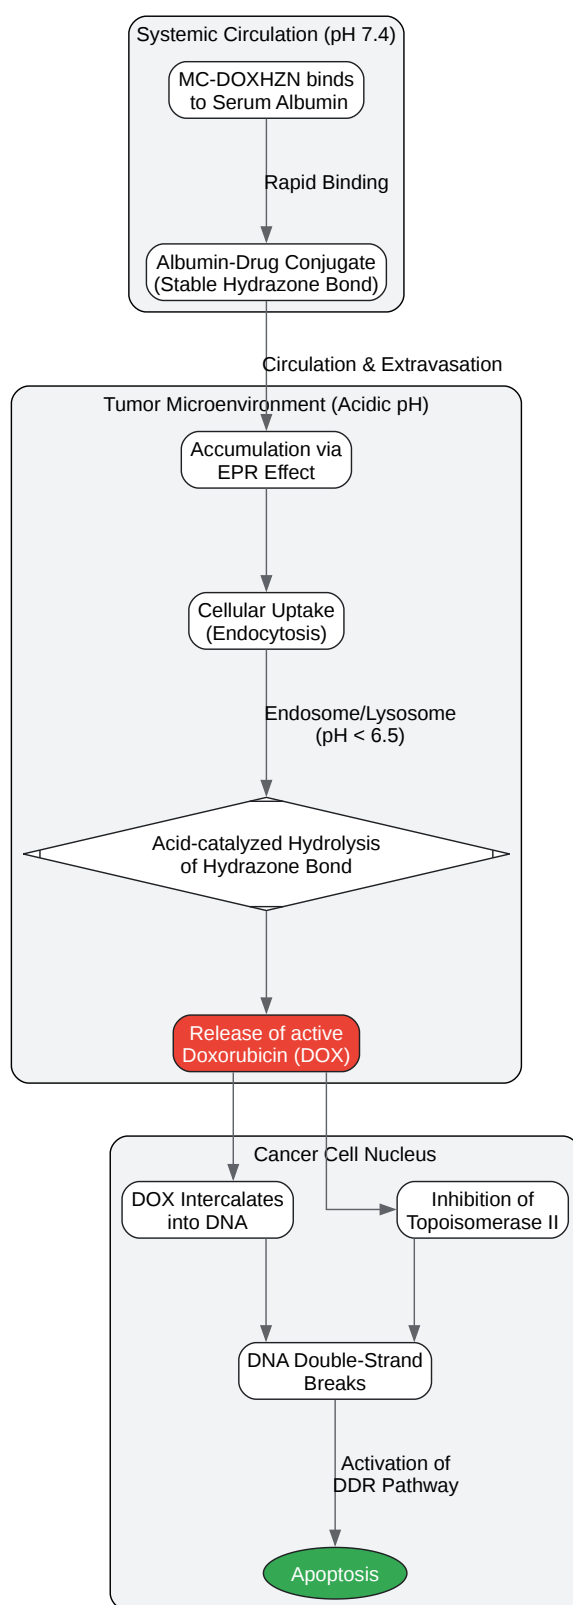 Systemic Circulation (pH 7.4)
MC-DOXHZN binds
to Serum Albumin
Rapid Binding
Albumin-Drug Conjugate
(Stable Hydrazone Bond)
Circulation & Extravasation
Tumor Microenvironment (Acidic pH)
Accumulation via
EPR Effect
Cellular Uptake
(Endocytosis)
Endosome/Lysosome
(pH < 6.5)
Acid-catalyzed Hydrolysis
of Hydrazone Bond
Release of active
Doxorubicin (DOX)
Cancer Cell Nucleus
DOX Intercalates
into DNA
Inhibition of
Topoisomerase II
DNA Double-Strand
Breaks
Activation of
DDR Pathway
Apoptosis